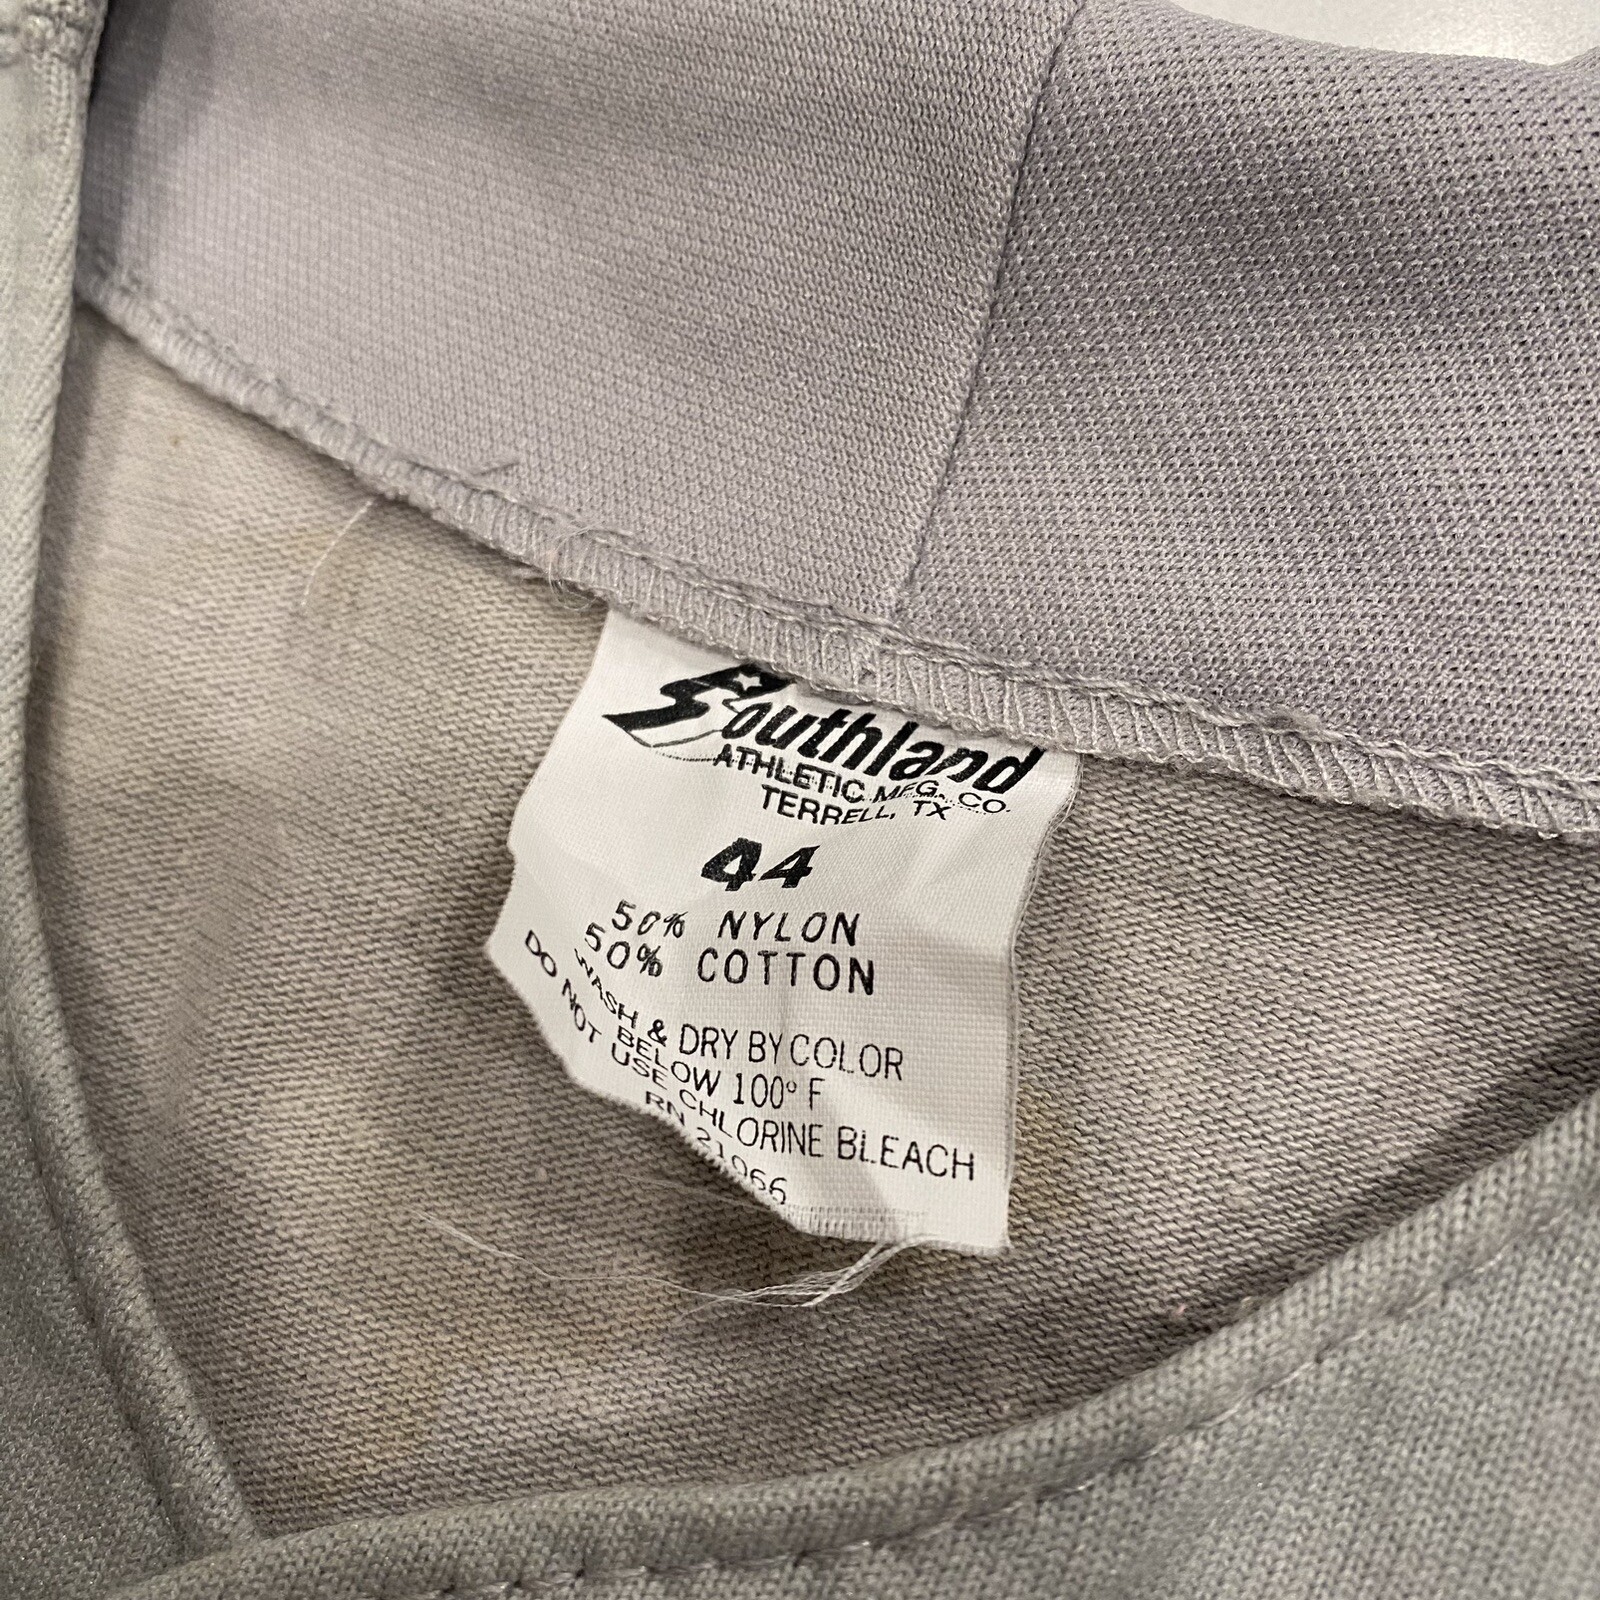 Southland
ATHLETIC MFG. CO.
TERRELL, TX
44
50% NYLON
50% COTTON
WASH & DRY BY COLOR
BELOW 100° F
DO NOT USE CHLORINE BLEACH
RN 21066